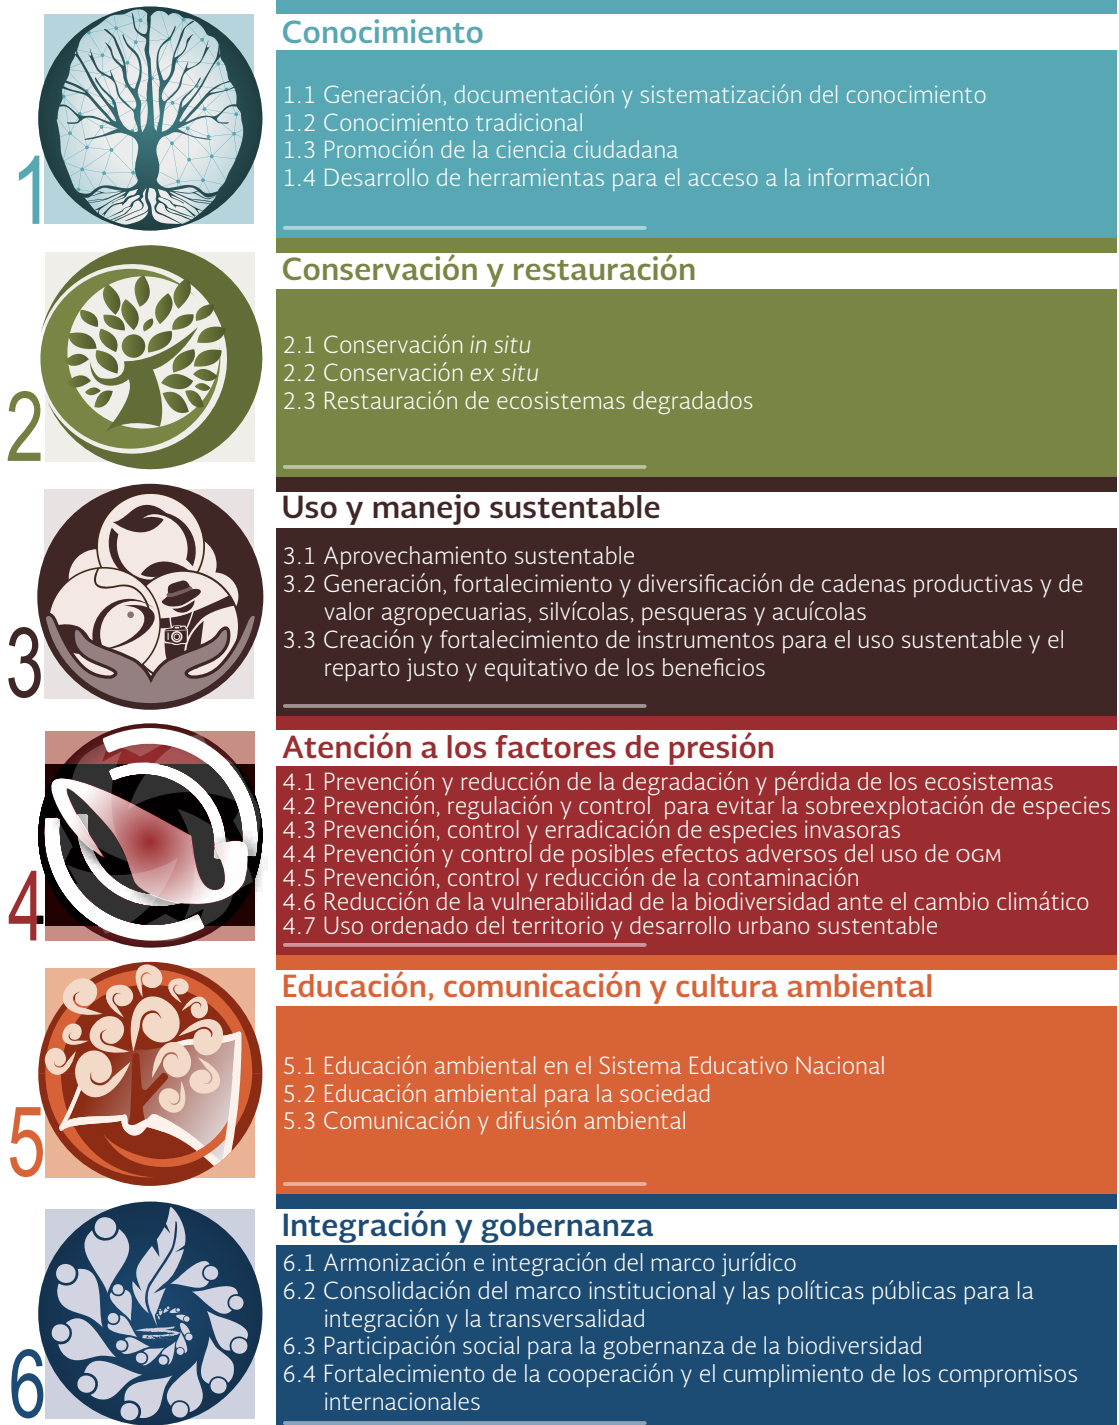 1
Conocimiento
1.1 Generación, documentación y sistematización del conocimiento
1.2 Conocimiento tradicional
1.3 Promoción de la ciencia ciudadana
1.4 Desarrollo de herramientas para el acceso a la información
2
Conservación y restauración
2.1 Conservación in situ
2.2 Conservación ex situ
2.3 Restauración de ecosistemas degradados
3
Uso y manejo sustentable
3.1 Aprovechamiento sustentable
3.2 Generación, fortalecimiento y diversificación de cadenas productivas y de
valor agropecuarias, silvícolas, pesqueras y acuícolas
3.3 Creación y fortalecimiento de instrumentos para el uso sustentable y el
reparto justo y equitativo de los beneficios
4
Atención a los factores de presión
4.1 Prevención y reducción de la degradación y pérdida de los ecosistemas
4.2 Prevención, regulación y control para evitar la sobreexplotación de especies
4.3 Prevención, control y erradicación de especies invasoras
4.4 Prevención y control de posibles efectos adversos del uso de OGM
4.5 Prevención, control y reducción de la contaminación
4.6 Reducción de la vulnerabilidad de la biodiversidad ante el cambio climático
4.7 Uso ordenado del territorio y desarrollo urbano sustentable
5
Educación, comunicación y cultura ambiental
5.1 Educación ambiental en el Sistema Educativo Nacional
5.2 Educación ambiental para la sociedad
5.3 Comunicación y difusión ambiental
6
Integración y gobernanza
6.1 Armonización e integración del marco jurídico
6.2 Consolidación del marco institucional y las políticas públicas para la
integración y la transversalidad
6.3 Participación social para la gobernanza de la biodiversidad
6.4 Fortalecimiento de la cooperación y el cumplimiento de los compromisos
internacionales